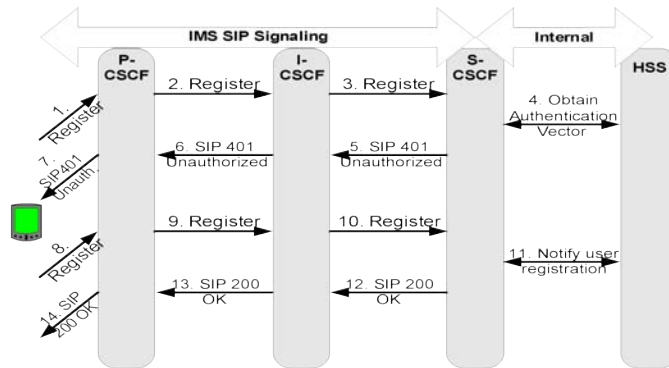 IMS SIP Signaling
Internal
P-
CSCF
I-
CSCF
S-
CSCF
HSS
1.
Register
2. Register
3. Register
4. Obtain
Authentication
Vector
5. SIP 401
Unauthorized
6. SIP 401
Unauthorized
7.
SIP401
Unauth.
8.
Register
9. Register
10. Register
11. Notify user
registration
12. SIP 200
OK
13. SIP 200
OK
14. SIP
200 OK